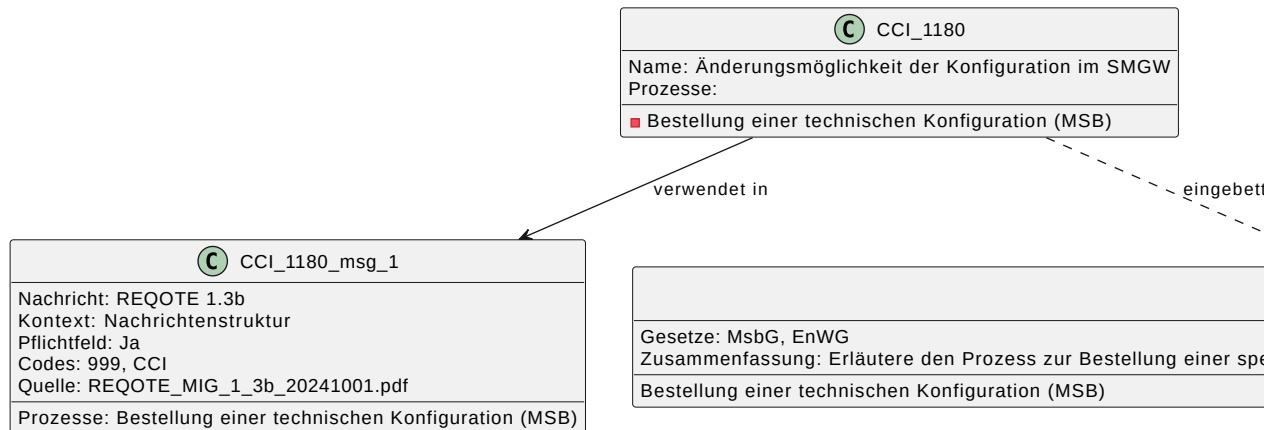 C CCI_1180
Name: Änderungsmöglichkeit der Konfiguration im SMGW
Prozesse:
Bestellung einer technischen Konfiguration (MSB)
verwendet in
eingebett
C CCI_1180_msg_1
Nachricht: REQOTE 1.3b
Kontext: Nachrichtenstruktur
Pflichtfeld: Ja
Codes: 999, CCI
Quelle: REQOTE_MIG_1_3b_20241001.pdf
Prozesse: Bestellung einer technischen Konfiguration (MSB)
Gesetze: MsbG, EnWG
Zusammenfassung: Erläutere den Prozess zur Bestellung einer spe
Bestellung einer technischen Konfiguration (MSB)